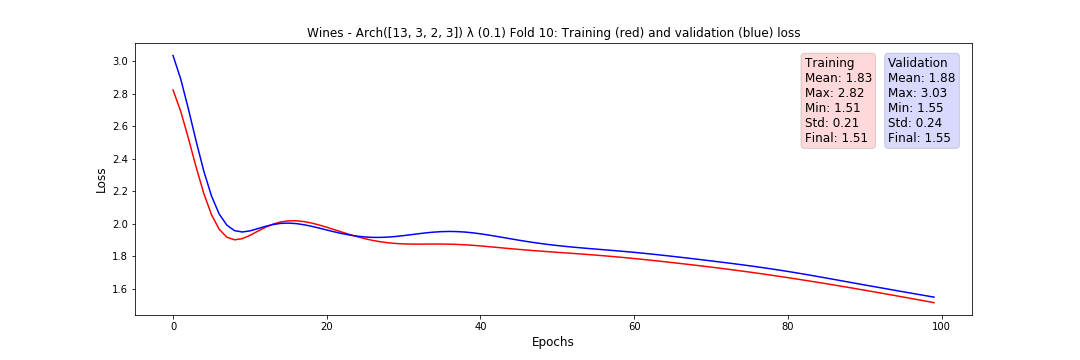 Wines - Arch([13, 3, 2, 3]) λ (0.1) Fold 10: Training (red) and validation (blue) loss
3.0
2.8
2.6
2.4
2.2
2.0
1.8
1.6
Loss
Training
Mean: 1.83
Max: 2.82
Min: 1.51
Std: 0.21
Final: 1.51
Validation
Mean: 1.88
Max: 3.03
Min: 1.55
Std: 0.24
Final: 1.55
0
20
40
60
80
100
Epochs